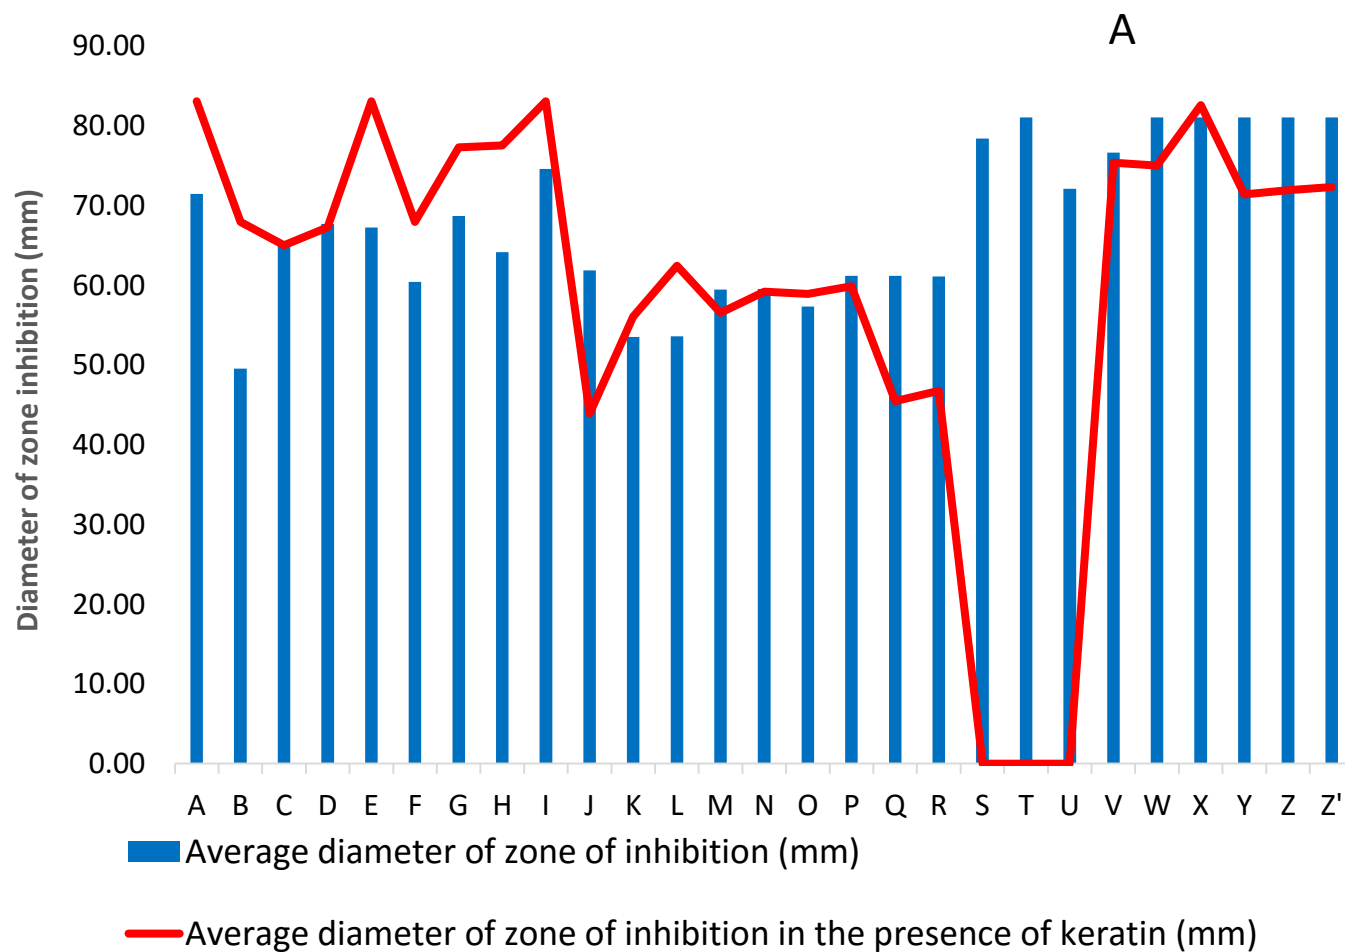 A
90.00
80.00
70.00
60.00
50.00
40.00
30.00
20.00
10.00
0.00
Diameter of zone inhibition (mm)
A B C D E F G H I J K L M N O P Q R S T U V W X Y Z Z'
Average diameter of zone of inhibition (mm)
Average diameter of zone of inhibition in the presence of keratin (mm)